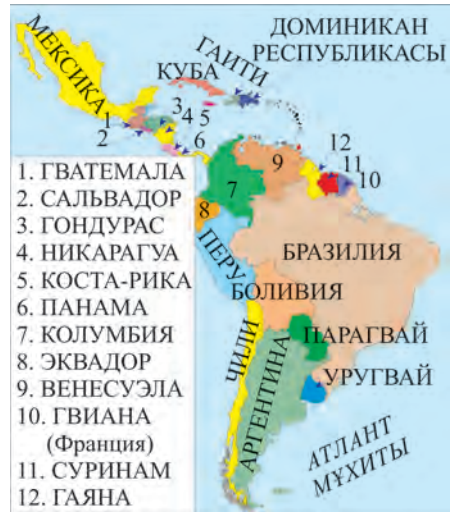 ДОМИНИКАН
РЕСПУБЛИКАСЫ
МЕКСИКА
ГАИТИ
КУБА
1
2
3
4
5
6
12
11
10
9
7
8
1. ГВАТЕМАЛА
2. САЛЬВАДОР
3. ГОНДУРАС
4. НИКАРАГУА
5. КОСТА-РИКА
6. ПАНАМА
7. КОЛУМБИЯ
8. ЭКВАДОР
9. ВЕНЕСУЭЛА
10. ГВИАНА
(Франция)
11. СУРИНАМ
12. ГАЯНА
ПЕРУ
БРАЗИЛИЯ
БОЛИВИЯ
ЧИЛИ
ПАРАГВАЙ
АРГЕНТИНА
УРУГВАЙ
АТЛАНТ
МҰХИТЫ